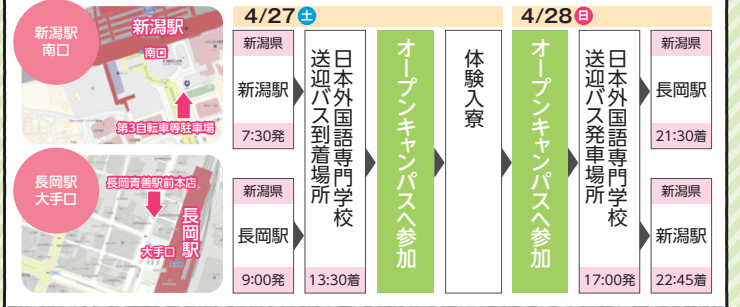 新潟駅
南口
新潟駅
南口
第3自転車等駐車場
長岡駅
大手口
長岡青善駅前本店
長岡駅
大手口
4/27土
新潟県
新潟駅
7:30発
新潟県
長岡駅
9:00発
日本外国語専門学校
送迎バス到着場所
13:30着
オープンキャンパスへ参加
体験入寮
4/28日
オープンキャンパスへ参加
日本外国語専門学校
送迎バス発車場所
17:00発
新潟県
長岡駅
21:30着
新潟県
新潟駅
22:45着